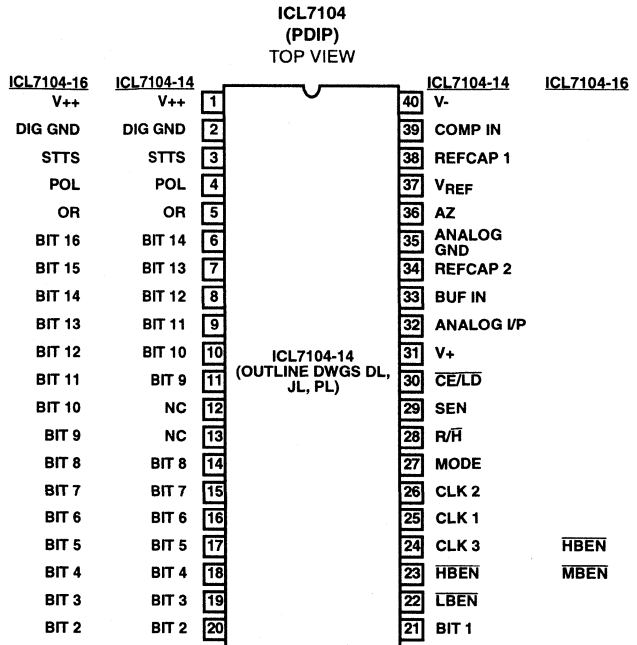 ICL7104
(PDIP)
TOP VIEW
ICL7104-16 ICL7104-14 ICL7104-14 ICL7104-16
V++ V++ 1 40 V-
DIG GND DIG GND 2 39 COMP IN
STTS STTS 3 38 REFCAP 1
POL POL 4 37 VREF
OR OR 5 36 AZ
BIT 16 BIT 14 6 35 ANALOG GND
BIT 15 BIT 13 7 34 REFCAP 2
BIT 14 BIT 12 8 33 BUF IN
BIT 13 BIT 11 9 32 ANALOG I/P
BIT 12 BIT 10 10 31 V+
ICL7104-14
(OUTLINE DWGS DL,
JL, PL)
BIT 11 BIT 9 11 30 C̅E̅/̅L̅D̅
BIT 10 NC 12 29 SEN
BIT 9 NC 13 28 R/H̅
BIT 8 BIT 8 14 27 MODE
BIT 7 BIT 7 15 26 CLK 2
BIT 6 BIT 6 16 25 CLK 1
BIT 5 BIT 5 17 24 CLK 3 H̅B̅E̅N̅
BIT 4 BIT 4 18 23 H̅B̅E̅N̅ M̅B̅E̅N̅
BIT 3 BIT 3 19 22 L̅B̅E̅N̅
BIT 2 BIT 2 20 21 BIT 1